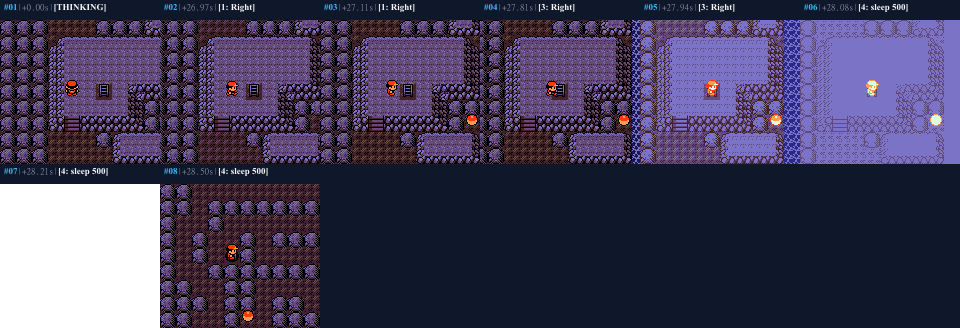 #01|+0.00s|[THINKING]
#02|+26.97s|[1: Right]
#03|+27.11s|[1: Right]
#04|+27.81s|[3: Right]
#05|+27.94s|[3: Right]
#06|+28.08s|[4: sleep 500]
#07|+28.21s|[4: sleep 500]
#08|+28.50s|[4: sleep 500]